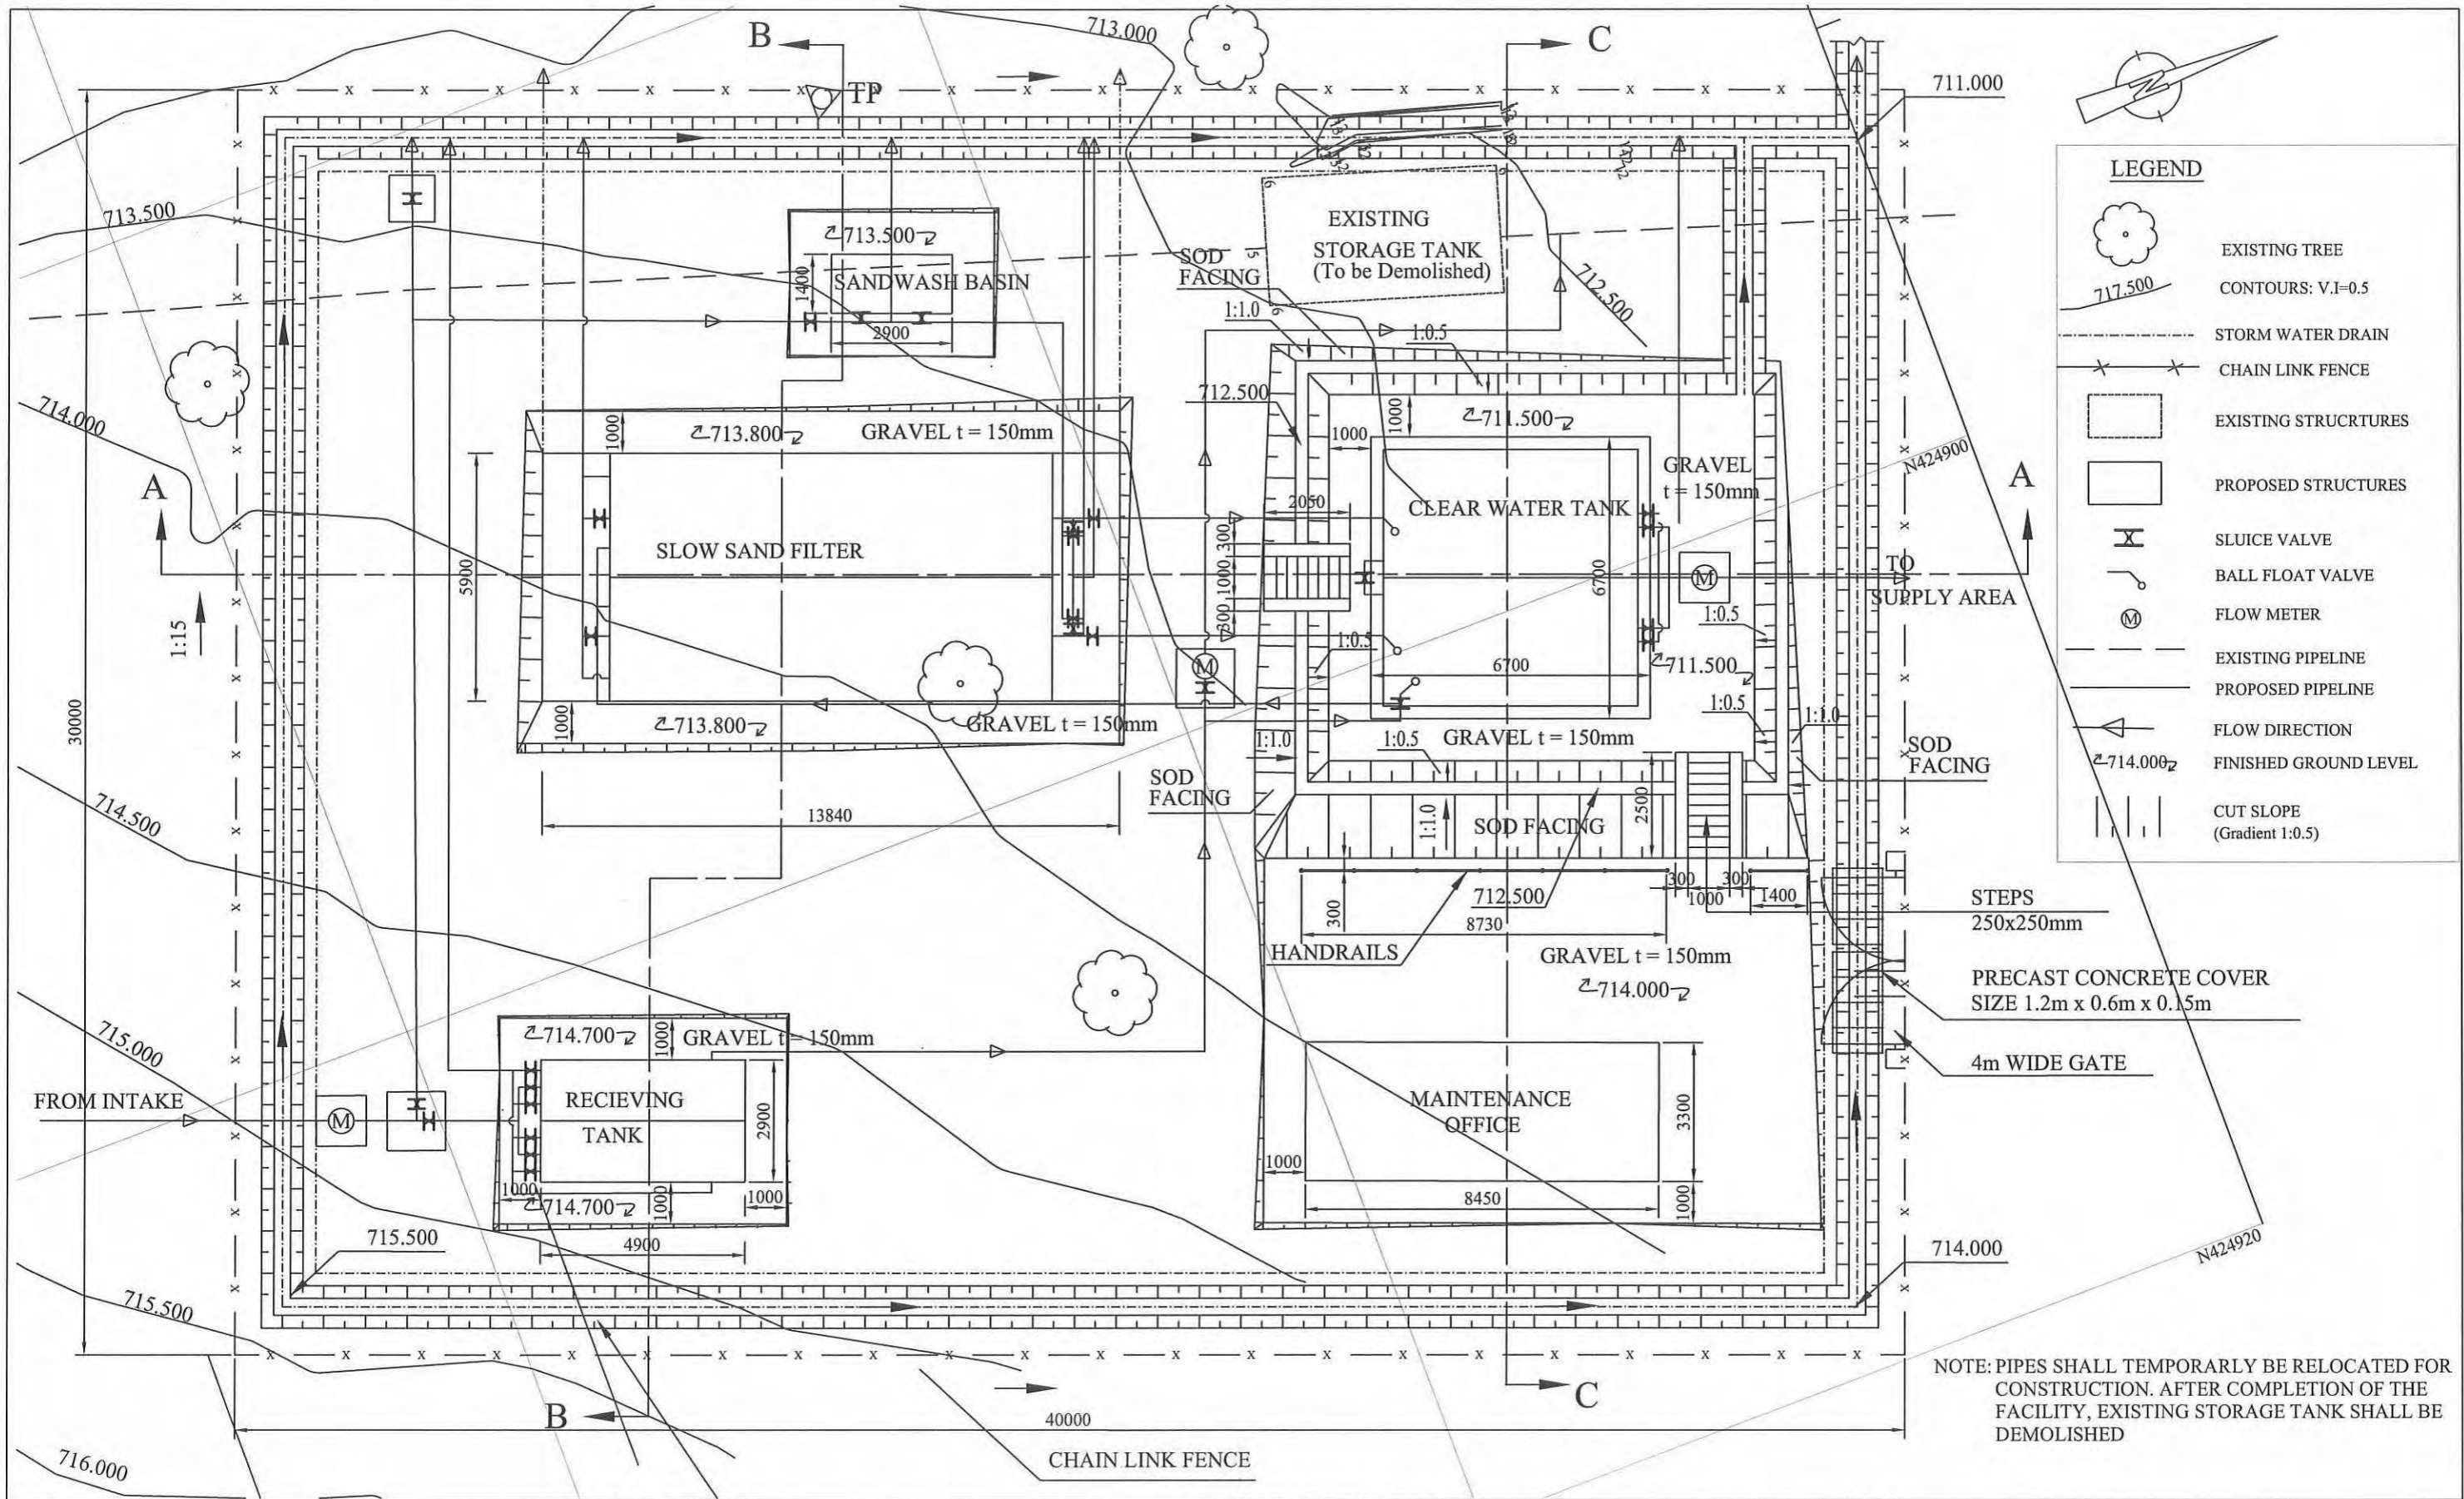 B
C
713.000
TP
711.000
713.500
713.500
SANDWASH BASIN
1400
2900
EXISTING
STORAGE TANK
(To be Demolished)
SOD
FACING
1:1.0
1:0.5
712.500
712.500
714.000
1000
713.800
GRAVEL t = 150mm
1000
1000
711.500
GRAVEL
t = 150mm
N424900
A
A
5900
SLOW SAND FILTER
2050
300
1000
300
CLEAR WATER TANK
6700
6700
M
TO
SUPPLY AREA
1:15
1:0.5
1:0.5
711.500
M
1:0.5
1:1.0
30000
1000
713.800
GRAVEL t = 150mm
1:1.0
1:0.5
GRAVEL t = 150mm
SOD
FACING
SOD
FACING
714.500
13840
1:1.0
SOD FACING
2500
300
712.500
8730
300
1000
300
1400
HANDRAILS
STEPS
250x250mm
GRAVEL t = 150mm
714.000
PRECAST CONCRETE COVER
SIZE 1.2m x 0.6m x 0.15m
4m WIDE GATE
715.000
714.700
1000
GRAVEL t = 150mm
FROM INTAKE
M
RECIEVING
TANK
2900
1000
714.700
1000
1000
4900
MAINTENANCE
OFFICE
3300
1000
8450
1000
715.500
714.000
N424920
715.500
B
C
40000
716.000
CHAIN LINK FENCE
N
LEGEND
EXISTING TREE
717.500
CONTOURS: V.I=0.5
STORM WATER DRAIN
CHAIN LINK FENCE
EXISTING STRUCRTURES
PROPOSED STRUCTURES
SLUICE VALVE
BALL FLOAT VALVE
M
FLOW METER
EXISTING PIPELINE
PROPOSED PIPELINE
FLOW DIRECTION
714.000
FINISHED GROUND LEVEL
CUT SLOPE
(Gradient 1:0.5)
NOTE: PIPES SHALL TEMPORARLY BE RELOCATED FOR
CONSTRUCTION. AFTER COMPLETION OF THE
FACILITY, EXISTING STORAGE TANK SHALL BE
DEMOLISHED